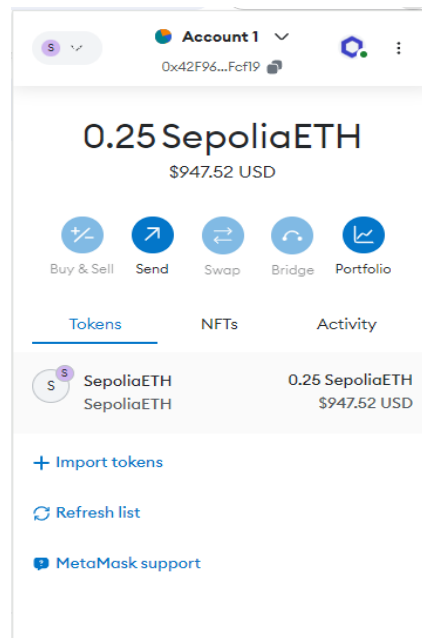 S
Account 1
0x42F96...Fcf19
0.25 SepoliaETH
$947.52 USD
Buy & Sell Send Swap Bridge Portfolio
Tokens NFTs Activity
S S SepoliaETH 0.25 SepoliaETH
SepoliaETH $947.52 USD
+ Import tokens
Refresh list
MetaMask support